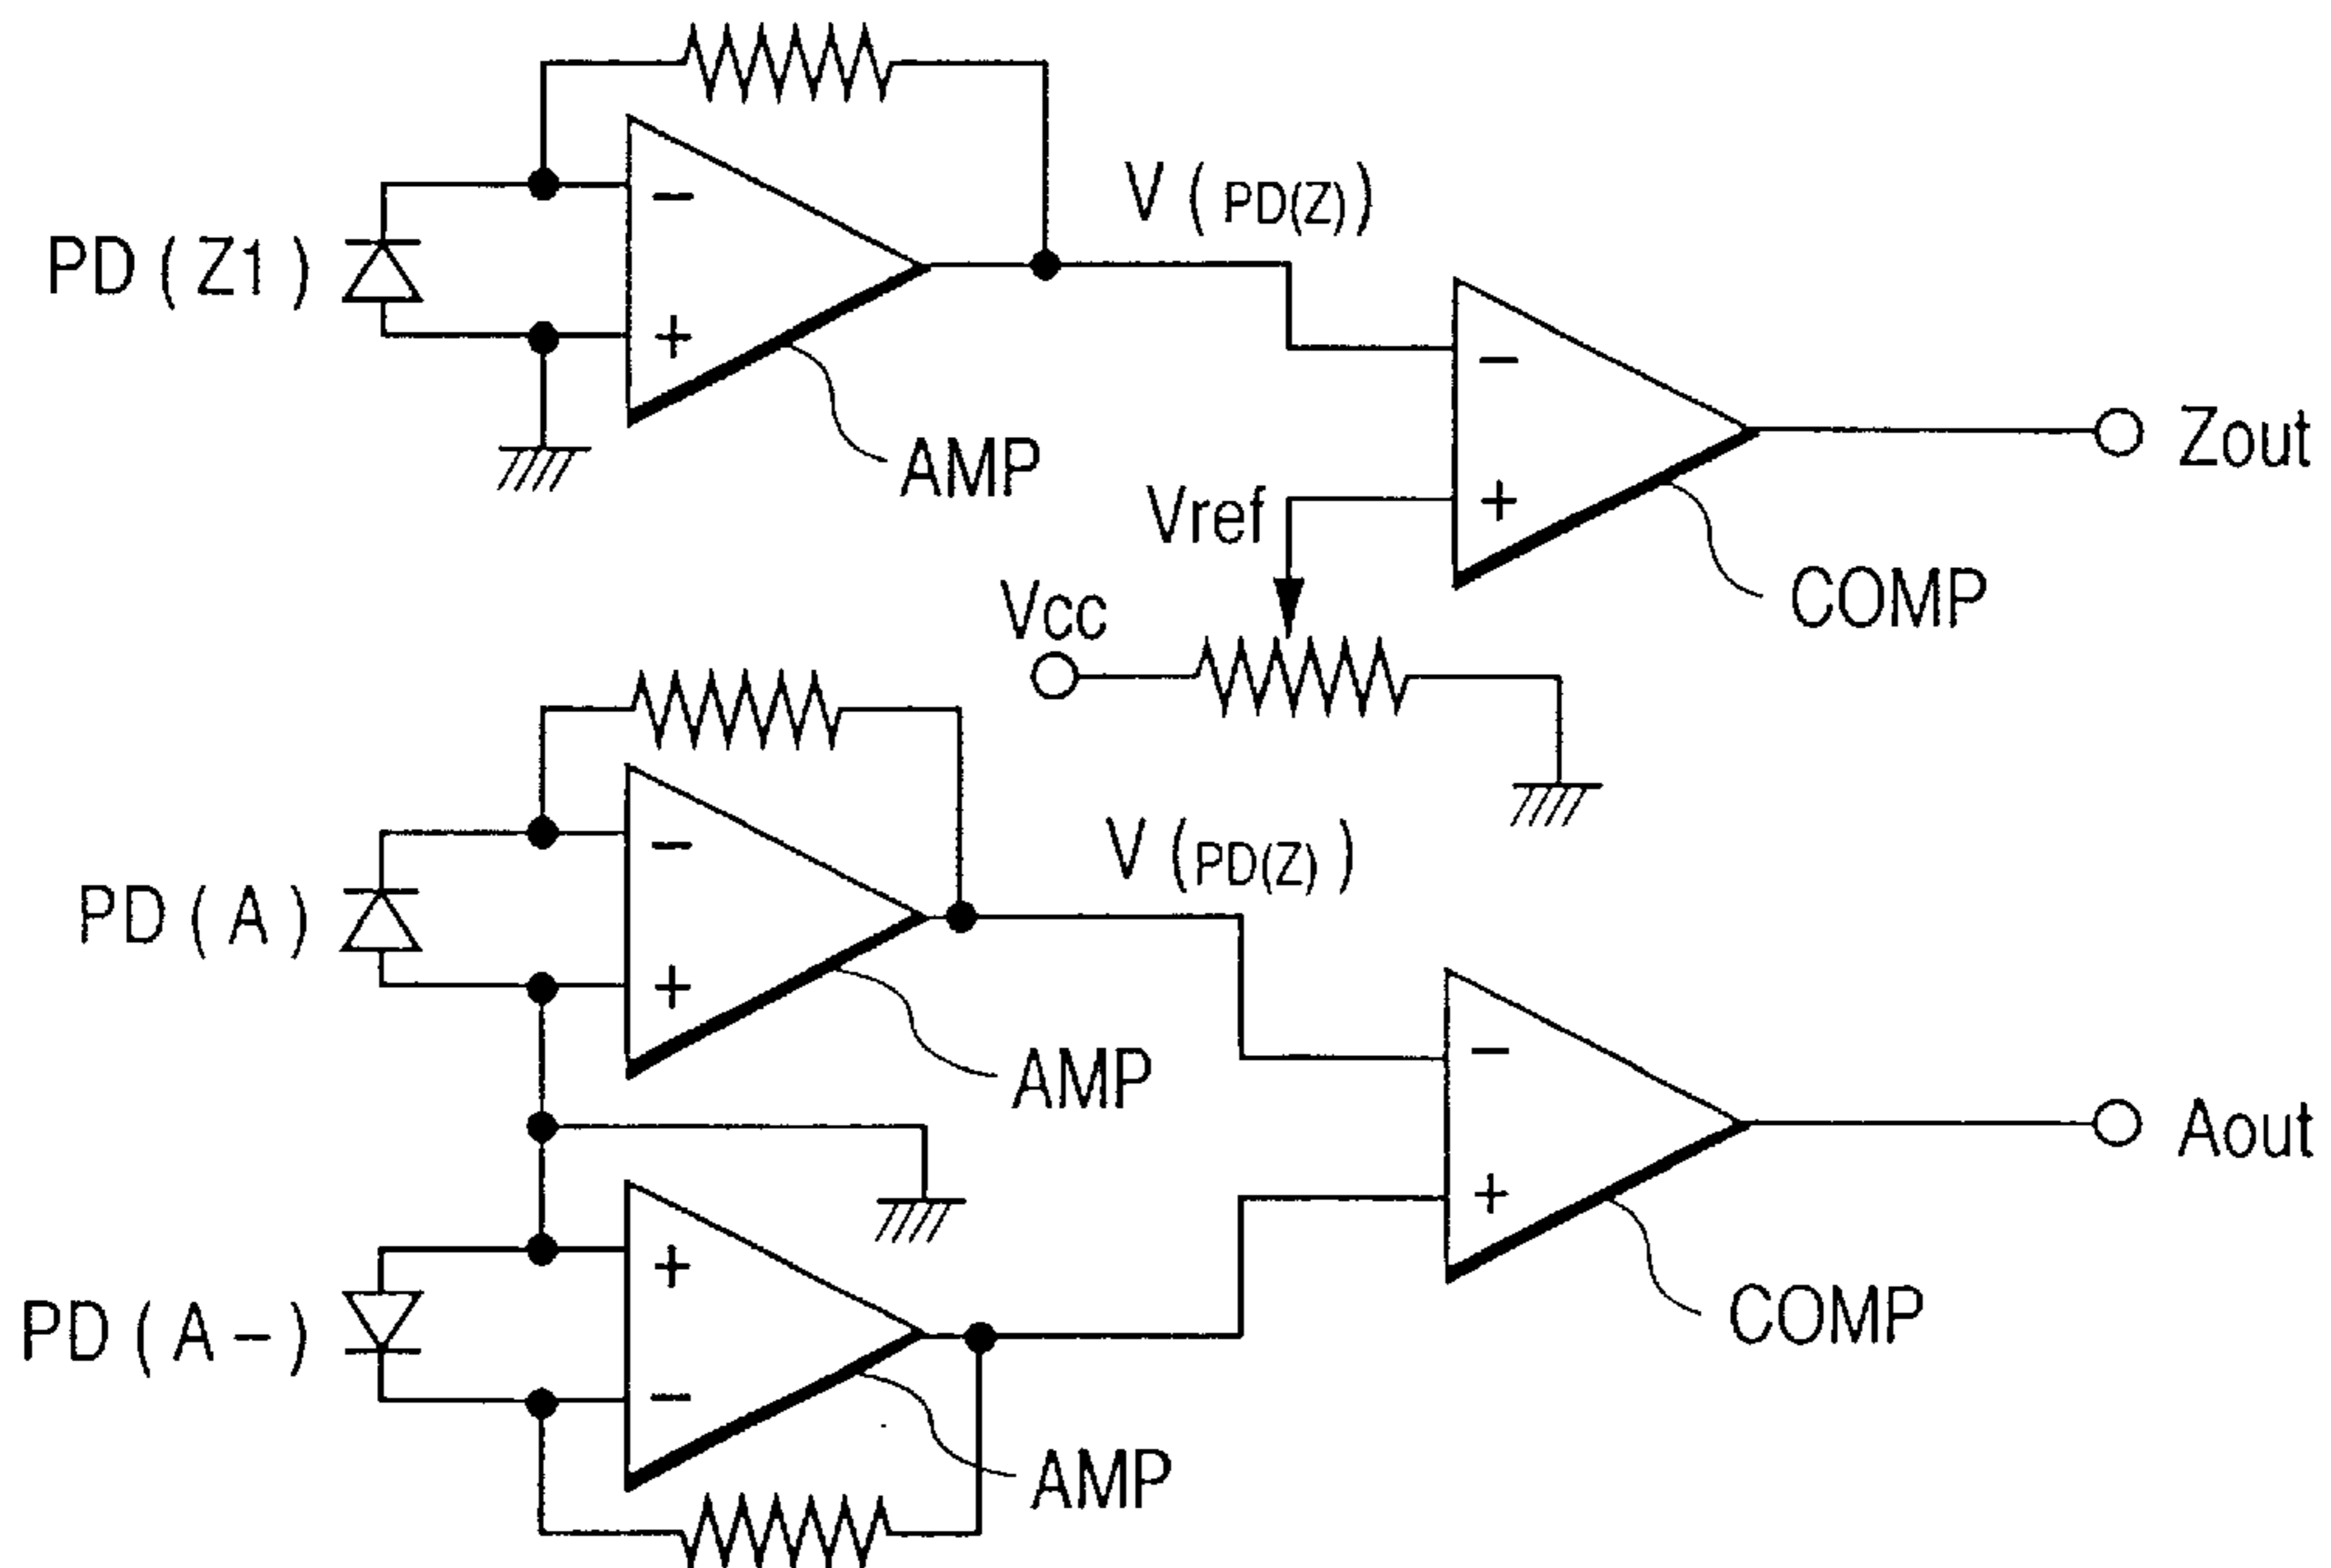 V (PD(Z))
PD (Z1)
−
+
AMP
Vref
−
+
Zout
COMP
Vcc
V (PD(Z))
PD (A)
−
+
AMP
−
+
Aout
COMP
PD (A−)
+
−
AMP